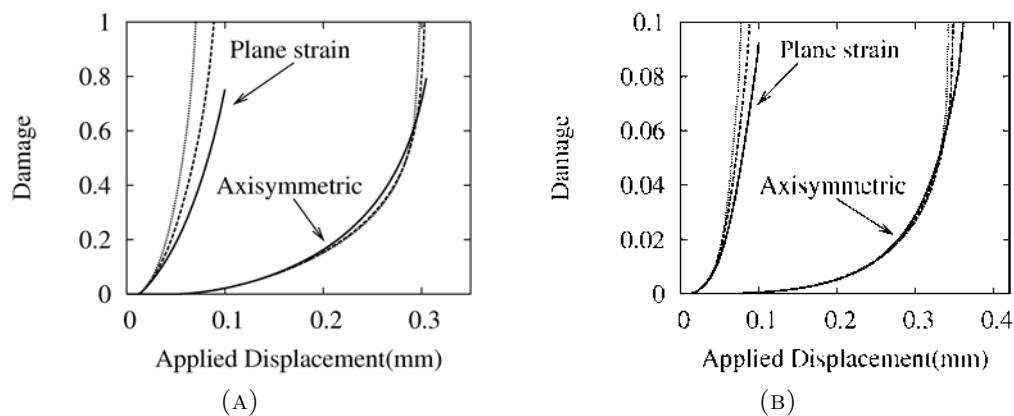 1
0.8
0.6
0.4
0.2
0
Damage
Plane strain
Axisymmetric
0 0.1 0.2 0.3
Applied Displacement(mm)
(A)
0.1
0.08
0.06
0.04
0.02
0
Damage
Plane strain
Axisymmetric
0 0.1 0.2 0.3 0.4
Applied Displacement(mm)
(B)